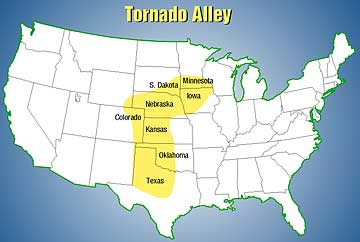 Tornado Alley
S. Dakota
Minnesota
Iowa
Nebraska
Colorado
Kansas
Oklahoma
Texas